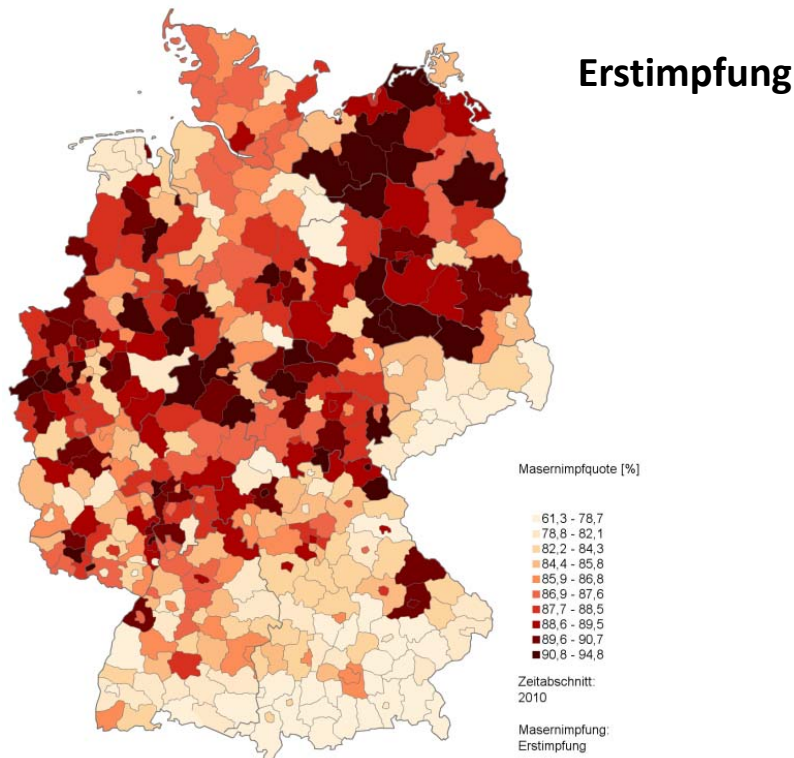 Erstimpfung
Masernimpfquote [%]
61,3 - 78,7
78,8 - 82,1
82,2 - 84,3
84,4 - 85,8
85,9 - 86,8
86,9 - 87,6
87,7 - 88,5
88,6 - 89,5
89,6 - 90,7
90,8 - 94,8
Zeitabschnitt:
2010
Masernimpfung:
Erstimpfung